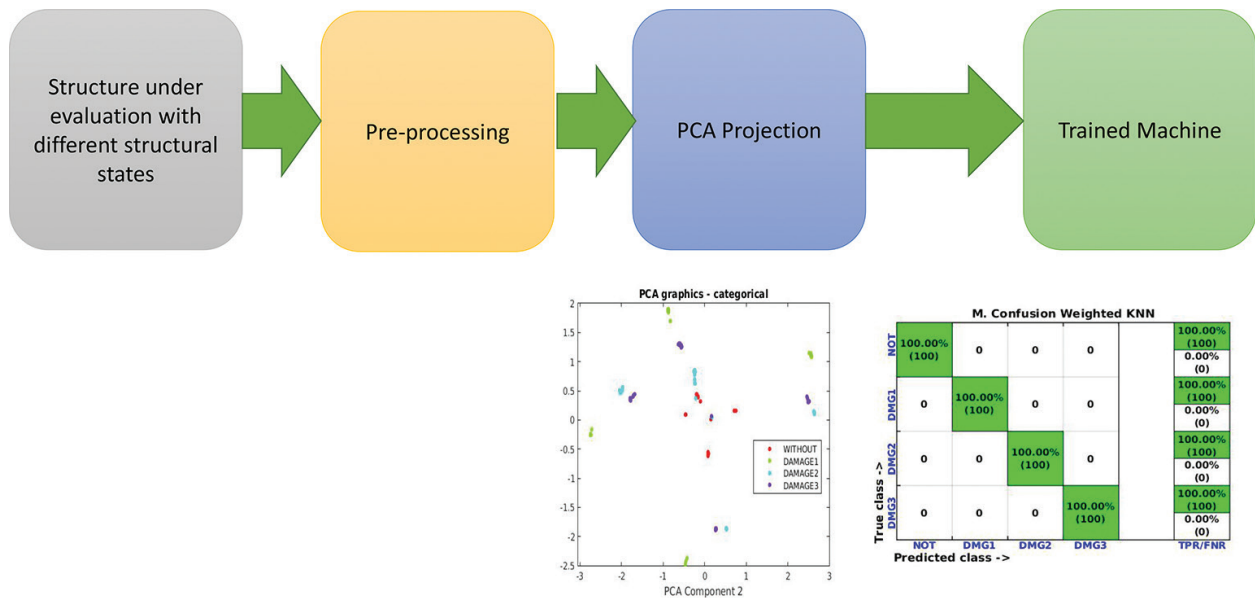 Structure under
evaluation with
different structural
states
Pre-processing
PCA Projection
Trained Machine
PCA graphics - categorical
2
1.5
1
0.5
0
-0.5
-1
-1.5
-2
-2.5
-3
-2
-1
0
1
2
3
PCA Component 2
WITHOUT
DAMAGE1
DAMAGE2
DAMAGE3
M. Confusion Weighted KNN
True class ->
NOT
100.00%
(100)
0
0
0
100.00%
(100)
0.00%
(0)
DMG1
0
100.00%
(100)
0
0
100.00%
(100)
0.00%
(0)
DMG2
0
0
100.00%
(100)
0
100.00%
(100)
0.00%
(0)
DMG3
0
0
0
100.00%
(100)
100.00%
(100)
0.00%
(0)
NOT
DMG1
DMG2
DMG3
TPR/FNR
Predicted class ->